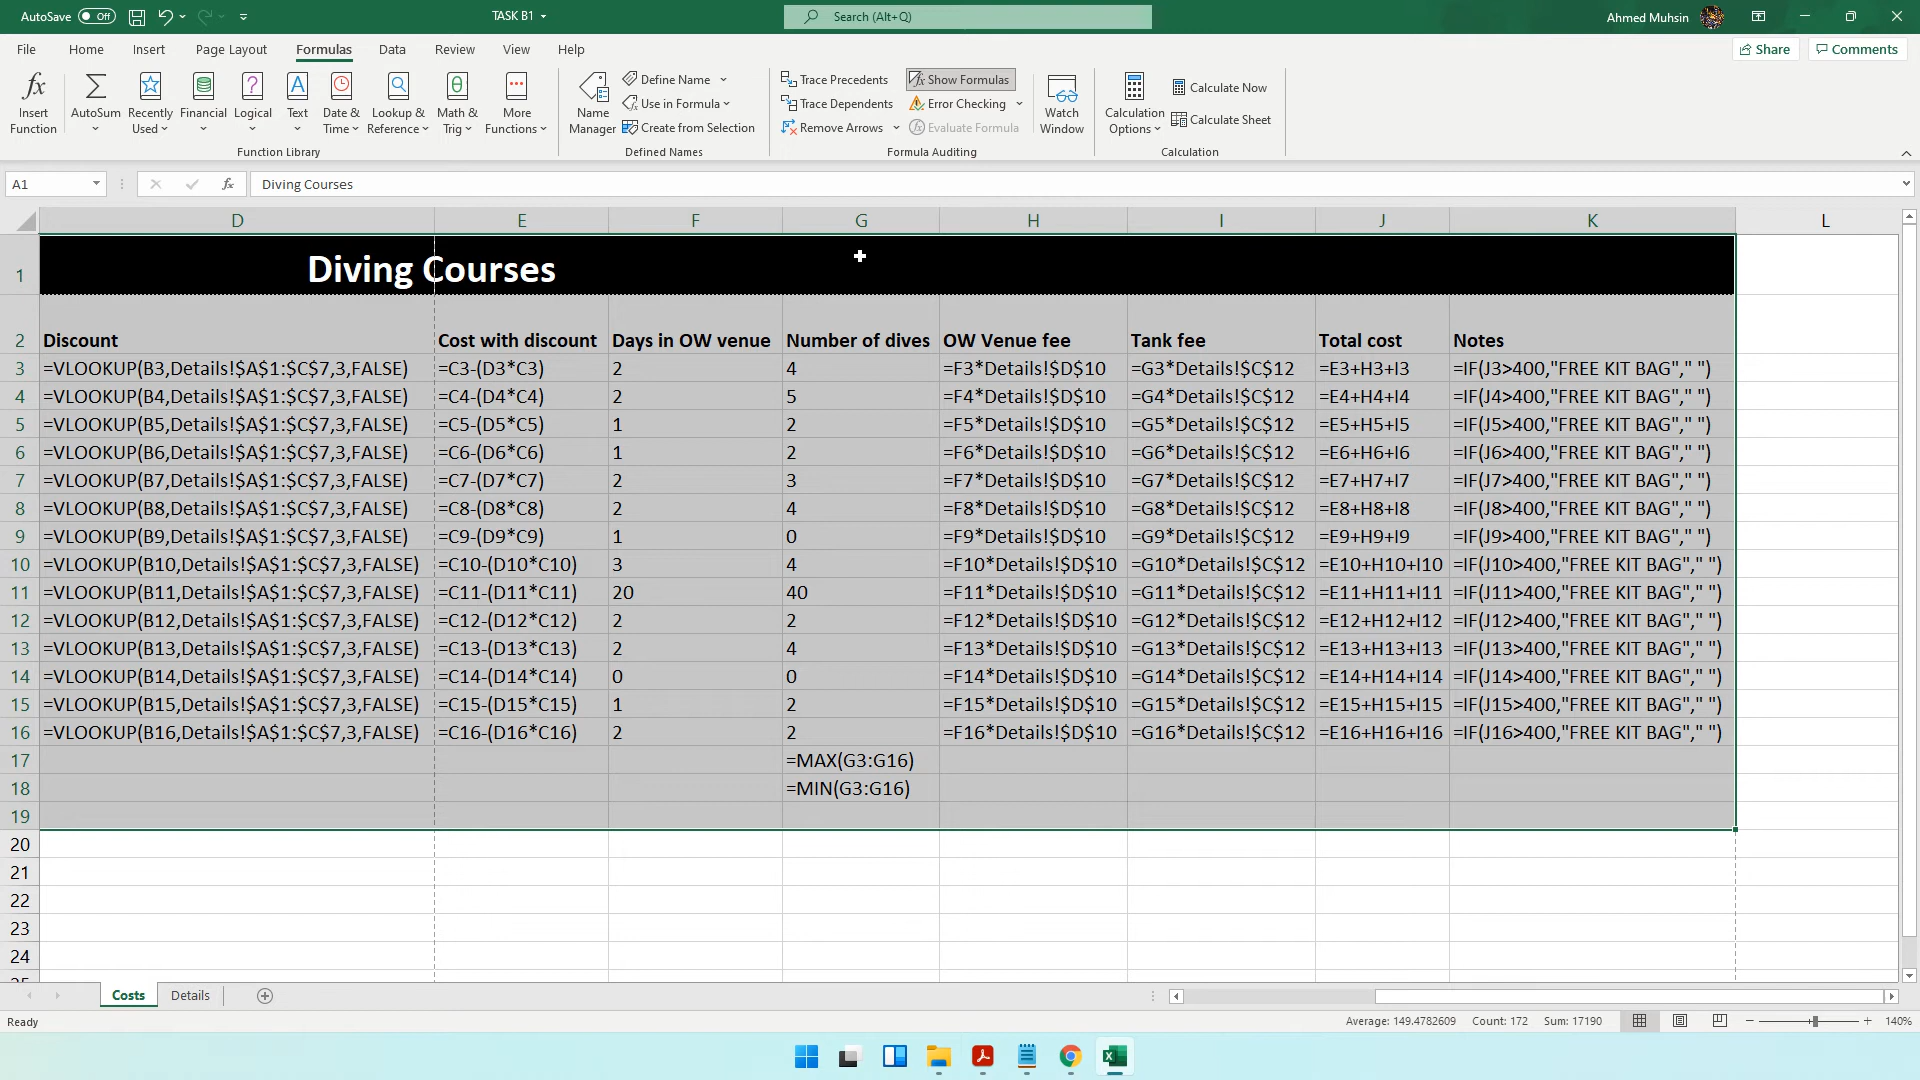 AutoSave Off TASK B1 Search (Alt+Q) Ahmed Muhsin
File Home Insert Page Layout Formulas Data Review View Help Share Comments
Insert Function AutoSum Recently Used Financial Logical Text Date & Time Lookup & Reference Math & Trig More Functions
Function Library
Name Manager Define Name Use in Formula Create from Selection
Defined Names
Trace Precedents Show Formulas
Trace Dependents Error Checking
Remove Arrows Evaluate Formula
Formula Auditing
Watch Window
Calculation Options Calculate Now Calculate Sheet
Calculation
A1 fx Diving Courses
D E F G H I J K L
1 Diving Courses
2 Discount Cost with discount Days in OW venue Number of dives OW Venue fee Tank fee Total cost Notes
3 =VLOOKUP(B3,Details!$A$1:$C$7,3,FALSE) =C3-(D3*C3) 2 4 =F3*Details!$D$10 =G3*Details!$C$12 =E3+H3+I3 =IF(J3>400,"FREE KIT BAG"," ")
4 =VLOOKUP(B4,Details!$A$1:$C$7,3,FALSE) =C4-(D4*C4) 2 5 =F4*Details!$D$10 =G4*Details!$C$12 =E4+H4+I4 =IF(J4>400,"FREE KIT BAG"," ")
5 =VLOOKUP(B5,Details!$A$1:$C$7,3,FALSE) =C5-(D5*C5) 1 2 =F5*Details!$D$10 =G5*Details!$C$12 =E5+H5+I5 =IF(J5>400,"FREE KIT BAG"," ")
6 =VLOOKUP(B6,Details!$A$1:$C$7,3,FALSE) =C6-(D6*C6) 1 2 =F6*Details!$D$10 =G6*Details!$C$12 =E6+H6+I6 =IF(J6>400,"FREE KIT BAG"," ")
7 =VLOOKUP(B7,Details!$A$1:$C$7,3,FALSE) =C7-(D7*C7) 2 3 =F7*Details!$D$10 =G7*Details!$C$12 =E7+H7+I7 =IF(J7>400,"FREE KIT BAG"," ")
8 =VLOOKUP(B8,Details!$A$1:$C$7,3,FALSE) =C8-(D8*C8) 2 4 =F8*Details!$D$10 =G8*Details!$C$12 =E8+H8+I8 =IF(J8>400,"FREE KIT BAG"," ")
9 =VLOOKUP(B9,Details!$A$1:$C$7,3,FALSE) =C9-(D9*C9) 1 0 =F9*Details!$D$10 =G9*Details!$C$12 =E9+H9+I9 =IF(J9>400,"FREE KIT BAG"," ")
10 =VLOOKUP(B10,Details!$A$1:$C$7,3,FALSE) =C10-(D10*C10) 3 4 =F10*Details!$D$10 =G10*Details!$C$12 =E10+H10+I10 =IF(J10>400,"FREE KIT BAG"," ")
11 =VLOOKUP(B11,Details!$A$1:$C$7,3,FALSE) =C11-(D11*C11) 20 40 =F11*Details!$D$10 =G11*Details!$C$12 =E11+H11+I11 =IF(J11>400,"FREE KIT BAG"," ")
12 =VLOOKUP(B12,Details!$A$1:$C$7,3,FALSE) =C12-(D12*C12) 2 2 =F12*Details!$D$10 =G12*Details!$C$12 =E12+H12+I12 =IF(J12>400,"FREE KIT BAG"," ")
13 =VLOOKUP(B13,Details!$A$1:$C$7,3,FALSE) =C13-(D13*C13) 2 4 =F13*Details!$D$10 =G13*Details!$C$12 =E13+H13+I13 =IF(J13>400,"FREE KIT BAG"," ")
14 =VLOOKUP(B14,Details!$A$1:$C$7,3,FALSE) =C14-(D14*C14) 0 0 =F14*Details!$D$10 =G14*Details!$C$12 =E14+H14+I14 =IF(J14>400,"FREE KIT BAG"," ")
15 =VLOOKUP(B15,Details!$A$1:$C$7,3,FALSE) =C15-(D15*C15) 1 2 =F15*Details!$D$10 =G15*Details!$C$12 =E15+H15+I15 =IF(J15>400,"FREE KIT BAG"," ")
16 =VLOOKUP(B16,Details!$A$1:$C$7,3,FALSE) =C16-(D16*C16) 2 2 =F16*Details!$D$10 =G16*Details!$C$12 =E16+H16+I16 =IF(J16>400,"FREE KIT BAG"," ")
17 =MAX(G3:G16)
18 =MIN(G3:G16)
19
20
21
22
23
24
Costs Details
Ready Average: 149.4782609 Count: 172 Sum: 17190 140%